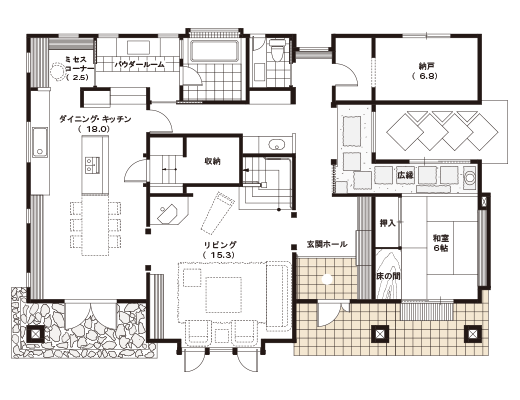 ミセス
コーナー
( 2.5)
パウダールーム
納戸
( 6.8)
ダイニング・キッチン
( 18.0)
収納
広縁
押入
和室
6帖
リビング
( 15.3)
玄関ホール
床の間